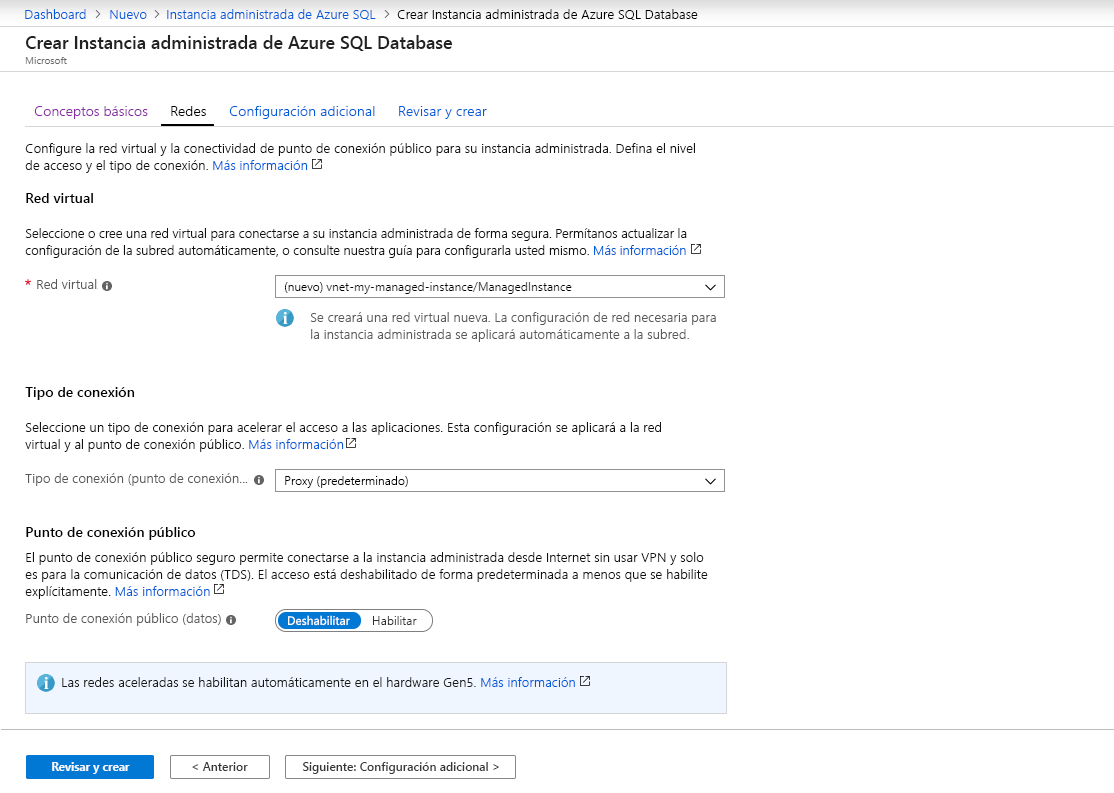 Dashboard > Nuevo > Instancia administrada de Azure SQL > Crear Instancia administrada de Azure SQL Database
Crear Instancia administrada de Azure SQL Database
Microsoft
Conceptos básicos Redes Configuración adicional Revisar y crear
Configure la red virtual y la conectividad de punto de conexión público para su instancia administrada. Defina el nivel
de acceso y el tipo de conexión. Más información
Red virtual
Seleccione o cree una red virtual para conectarse a su instancia administrada de forma segura. Permítanos actualizar la
configuración de la subred automáticamente, o consulte nuestra guía para configurarla usted mismo. Más información
* Red virtual (nuevo) vnet-my-managed-instance/ManagedInstance
Se creará una red virtual nueva. La configuración de red necesaria para
la instancia administrada se aplicará automáticamente a la subred.
Tipo de conexión
Seleccione un tipo de conexión para acelerar el acceso a las aplicaciones. Esta configuración se aplicará a la red
virtual y al punto de conexión público. Más información
Tipo de conexión (punto de conexión... Proxy (predeterminado)
Punto de conexión público
El punto de conexión público seguro permite conectarse a la instancia administrada desde Internet sin usar VPN y solo
es para la comunicación de datos (TDS). El acceso está deshabilitado de forma predeterminada a menos que se habilite
explícitamente. Más información
Punto de conexión público (datos) Deshabilitar Habilitar
Las redes aceleradas se habilitan automáticamente en el hardware Gen5. Más información
Revisar y crear < Anterior Siguiente: Configuración adicional >